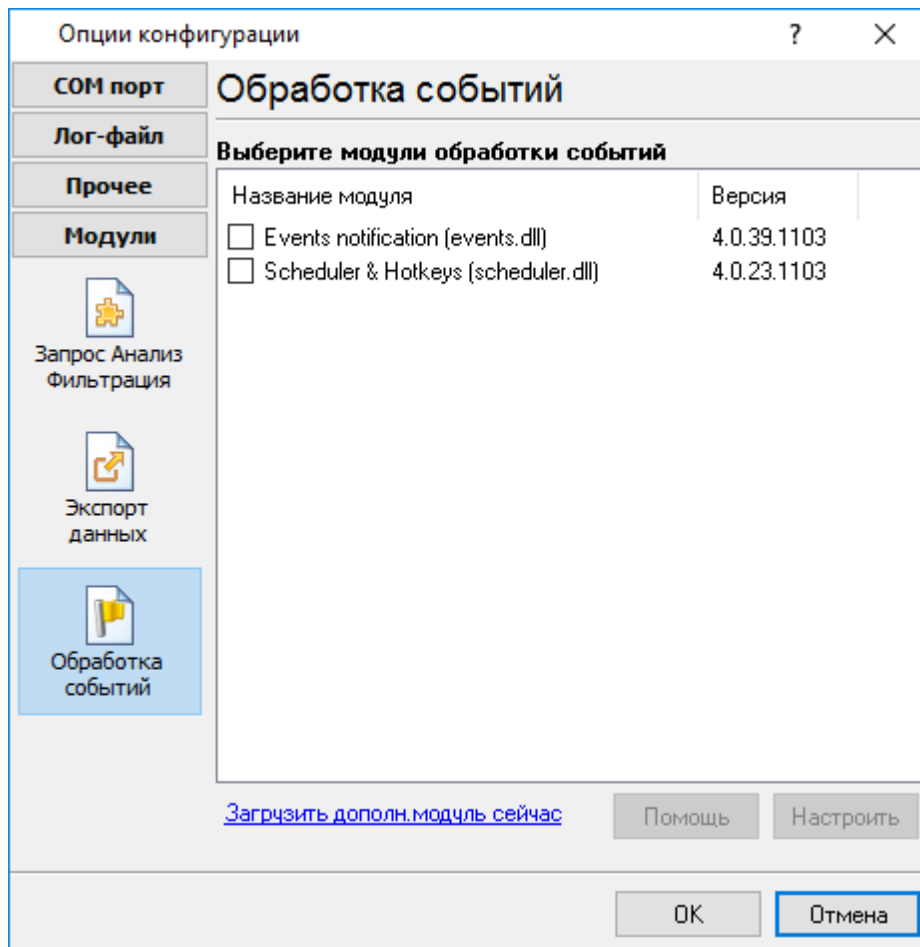 Опции конфигурации
?
COM порт
Лог-файл
Прочее
Модули
Запрос Анализ
Фильтрация
Экспорт
данных
Обработка
событий
Обработка событий
Выберите модули обработки событий
Название модуля Версия
Events notification (events.dll) 4.0.39.1103
Scheduler & Hotkeys (scheduler.dll) 4.0.23.1103
Загрузить дополн.модуль сейчас
Помощь
Настроить
OK
Отмена